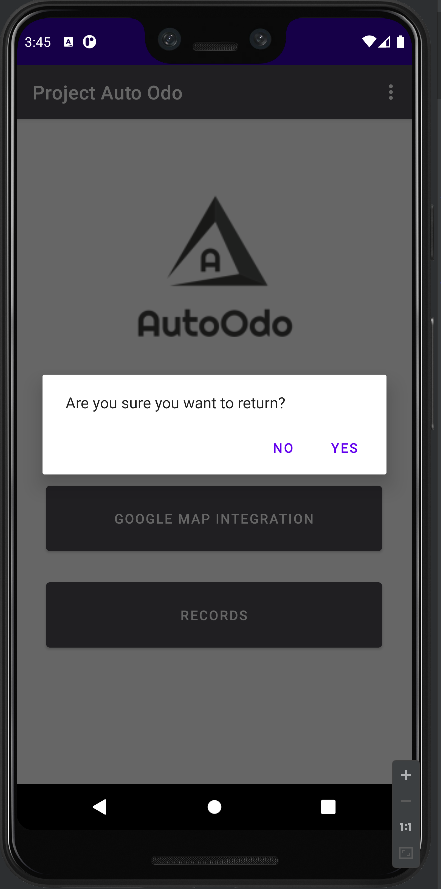 3:45
Project Auto Odo
A
AutoOdo
Are you sure you want to return?
NO YES
GOOGLE MAP INTEGRATION
RECORDS
1:1